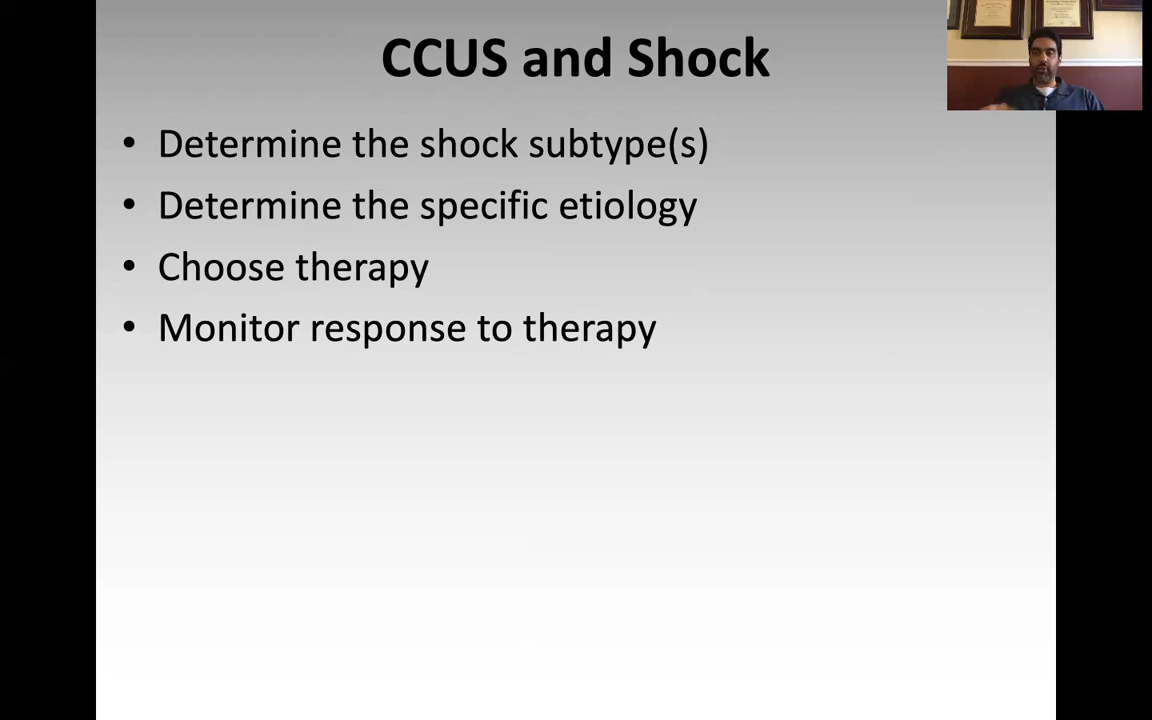 CCUS and Shock
• Determine the shock subtype(s)
• Determine the specific etiology
• Choose therapy
• Monitor response to therapy